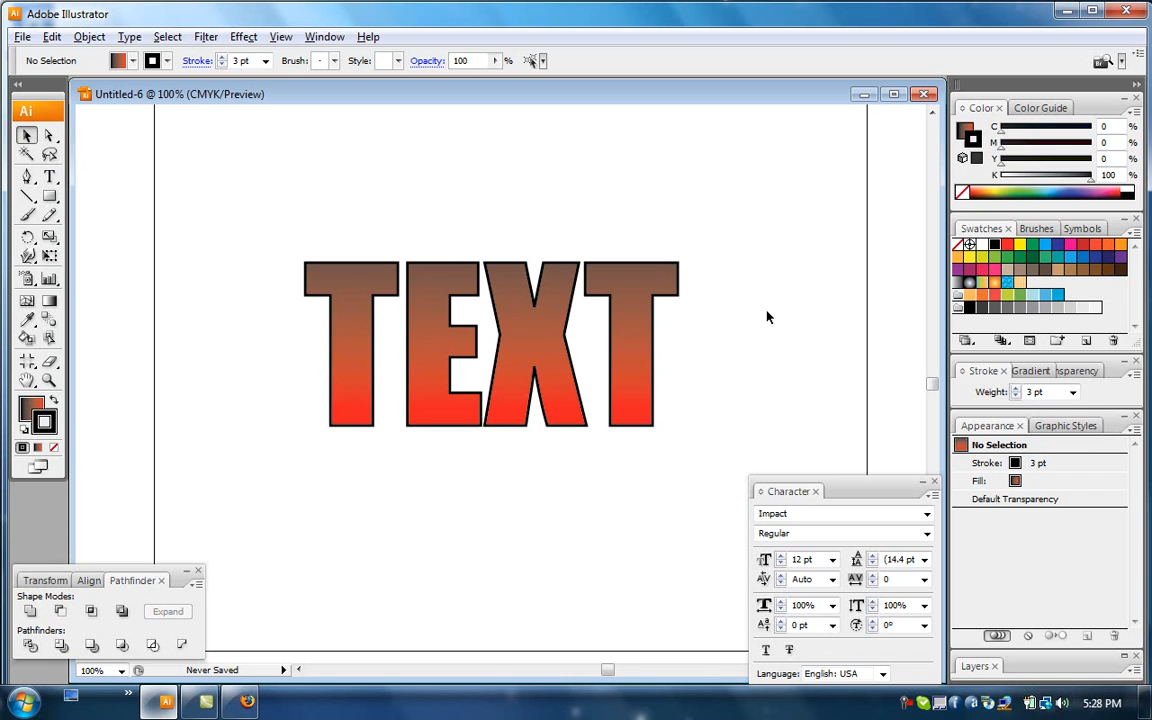 Adobe Illustrator
File Edit Object Type Select Filter Effect View Window Help
No Selection Stroke: 3 pt Brush: Style: Opacity: 100 %
Untitled-6 @ 100% (CMYK/Preview)
Ai
TEXT
Color Color Guide
C 0 %
M 0 %
Y 0 %
K 100 %
Swatches Brushes Symbols
Stroke Gradient nsparency
Weight: 3 pt
Appearance Graphic Styles
No Selection
Stroke: 3 pt
Fill:
Default Transparency
Layers
Character
Impact
Regular
12 pt (14.4 pt
Auto 0
100% 100%
0 pt 0°
Language: English: USA
Transform Align Pathfinder
Shape Modes:
Expand
Pathfinders:
100% Never Saved
5:28 PM